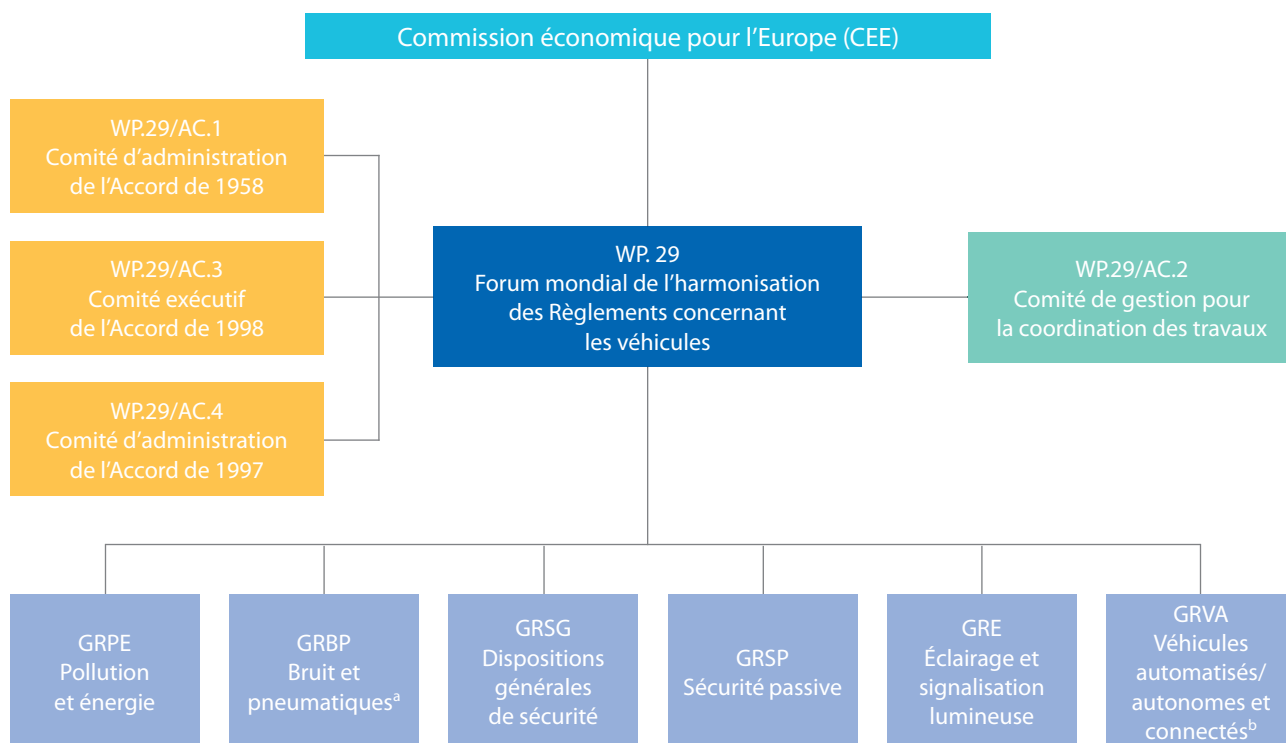 Commission économique pour l'Europe (CEE)
WP.29/AC.1
Comité d'administration
de l'Accord de 1958
WP.29/AC.3
Comité exécutif
de l'Accord de 1998
WP.29/AC.4
Comité d'administration
de l'Accord de 1997
WP. 29
Forum mondial de l'harmonisation
des Règlements concernant
les véhicules
WP.29/AC.2
Comité de gestion pour
la coordination des travaux
GRPE
Pollution
et énergie
GRBP
Bruit et
pneumatiquesᵃ
GRSG
Dispositions
générales
de sécurité
GRSP
Sécurité passive
GRE
Éclairage et
signalisation
lumineuse
GRVA
Véhicules
automatisés/
autonomes et
connectésᵇ